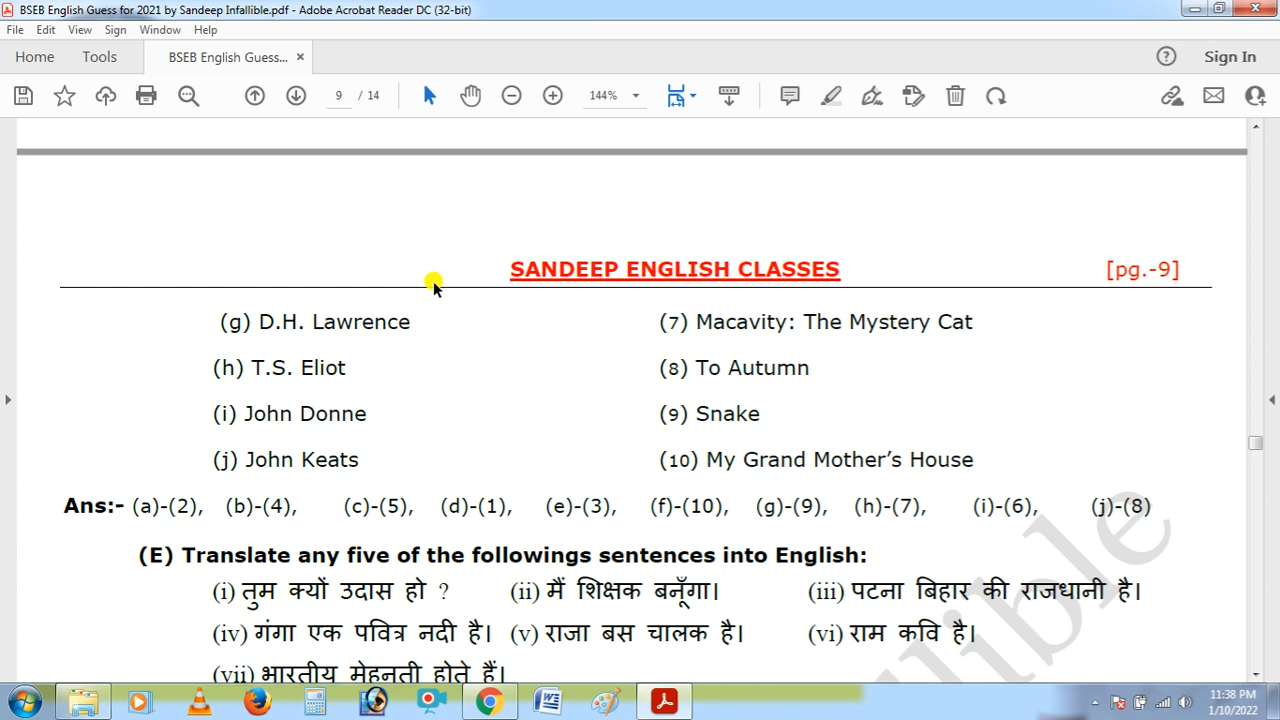 BSEB English Guess for 2021 by Sandeep Infallible.pdf - Adobe Acrobat Reader DC (32-bit)
File Edit View Sign Window Help
Home Tools BSEB English Guess... × Sign In
9 / 14 144%
SANDEEP ENGLISH CLASSES [pg.-9]
(g) D.H. Lawrence (7) Macavity: The Mystery Cat
(h) T.S. Eliot (8) To Autumn
(i) John Donne (9) Snake
(j) John Keats (10) My Grand Mother's House
Ans:- (a)-(2), (b)-(4), (c)-(5), (d)-(1), (e)-(3), (f)-(10), (g)-(9), (h)-(7), (i)-(6), (j)-(8)
(E) Translate any five of the followings sentences into English:
(i) तुम क्यों उदास हो ? (ii) मैं शिक्षक बनूँगा। (iii) पटना बिहार की राजधानी है।
(iv) गंगा एक पवित्र नदी है। (v) राजा बस चालक है। (vi) राम कवि है।
(vii) भारतीय मेहनती होते हैं।
11:38 PM
1/10/2022